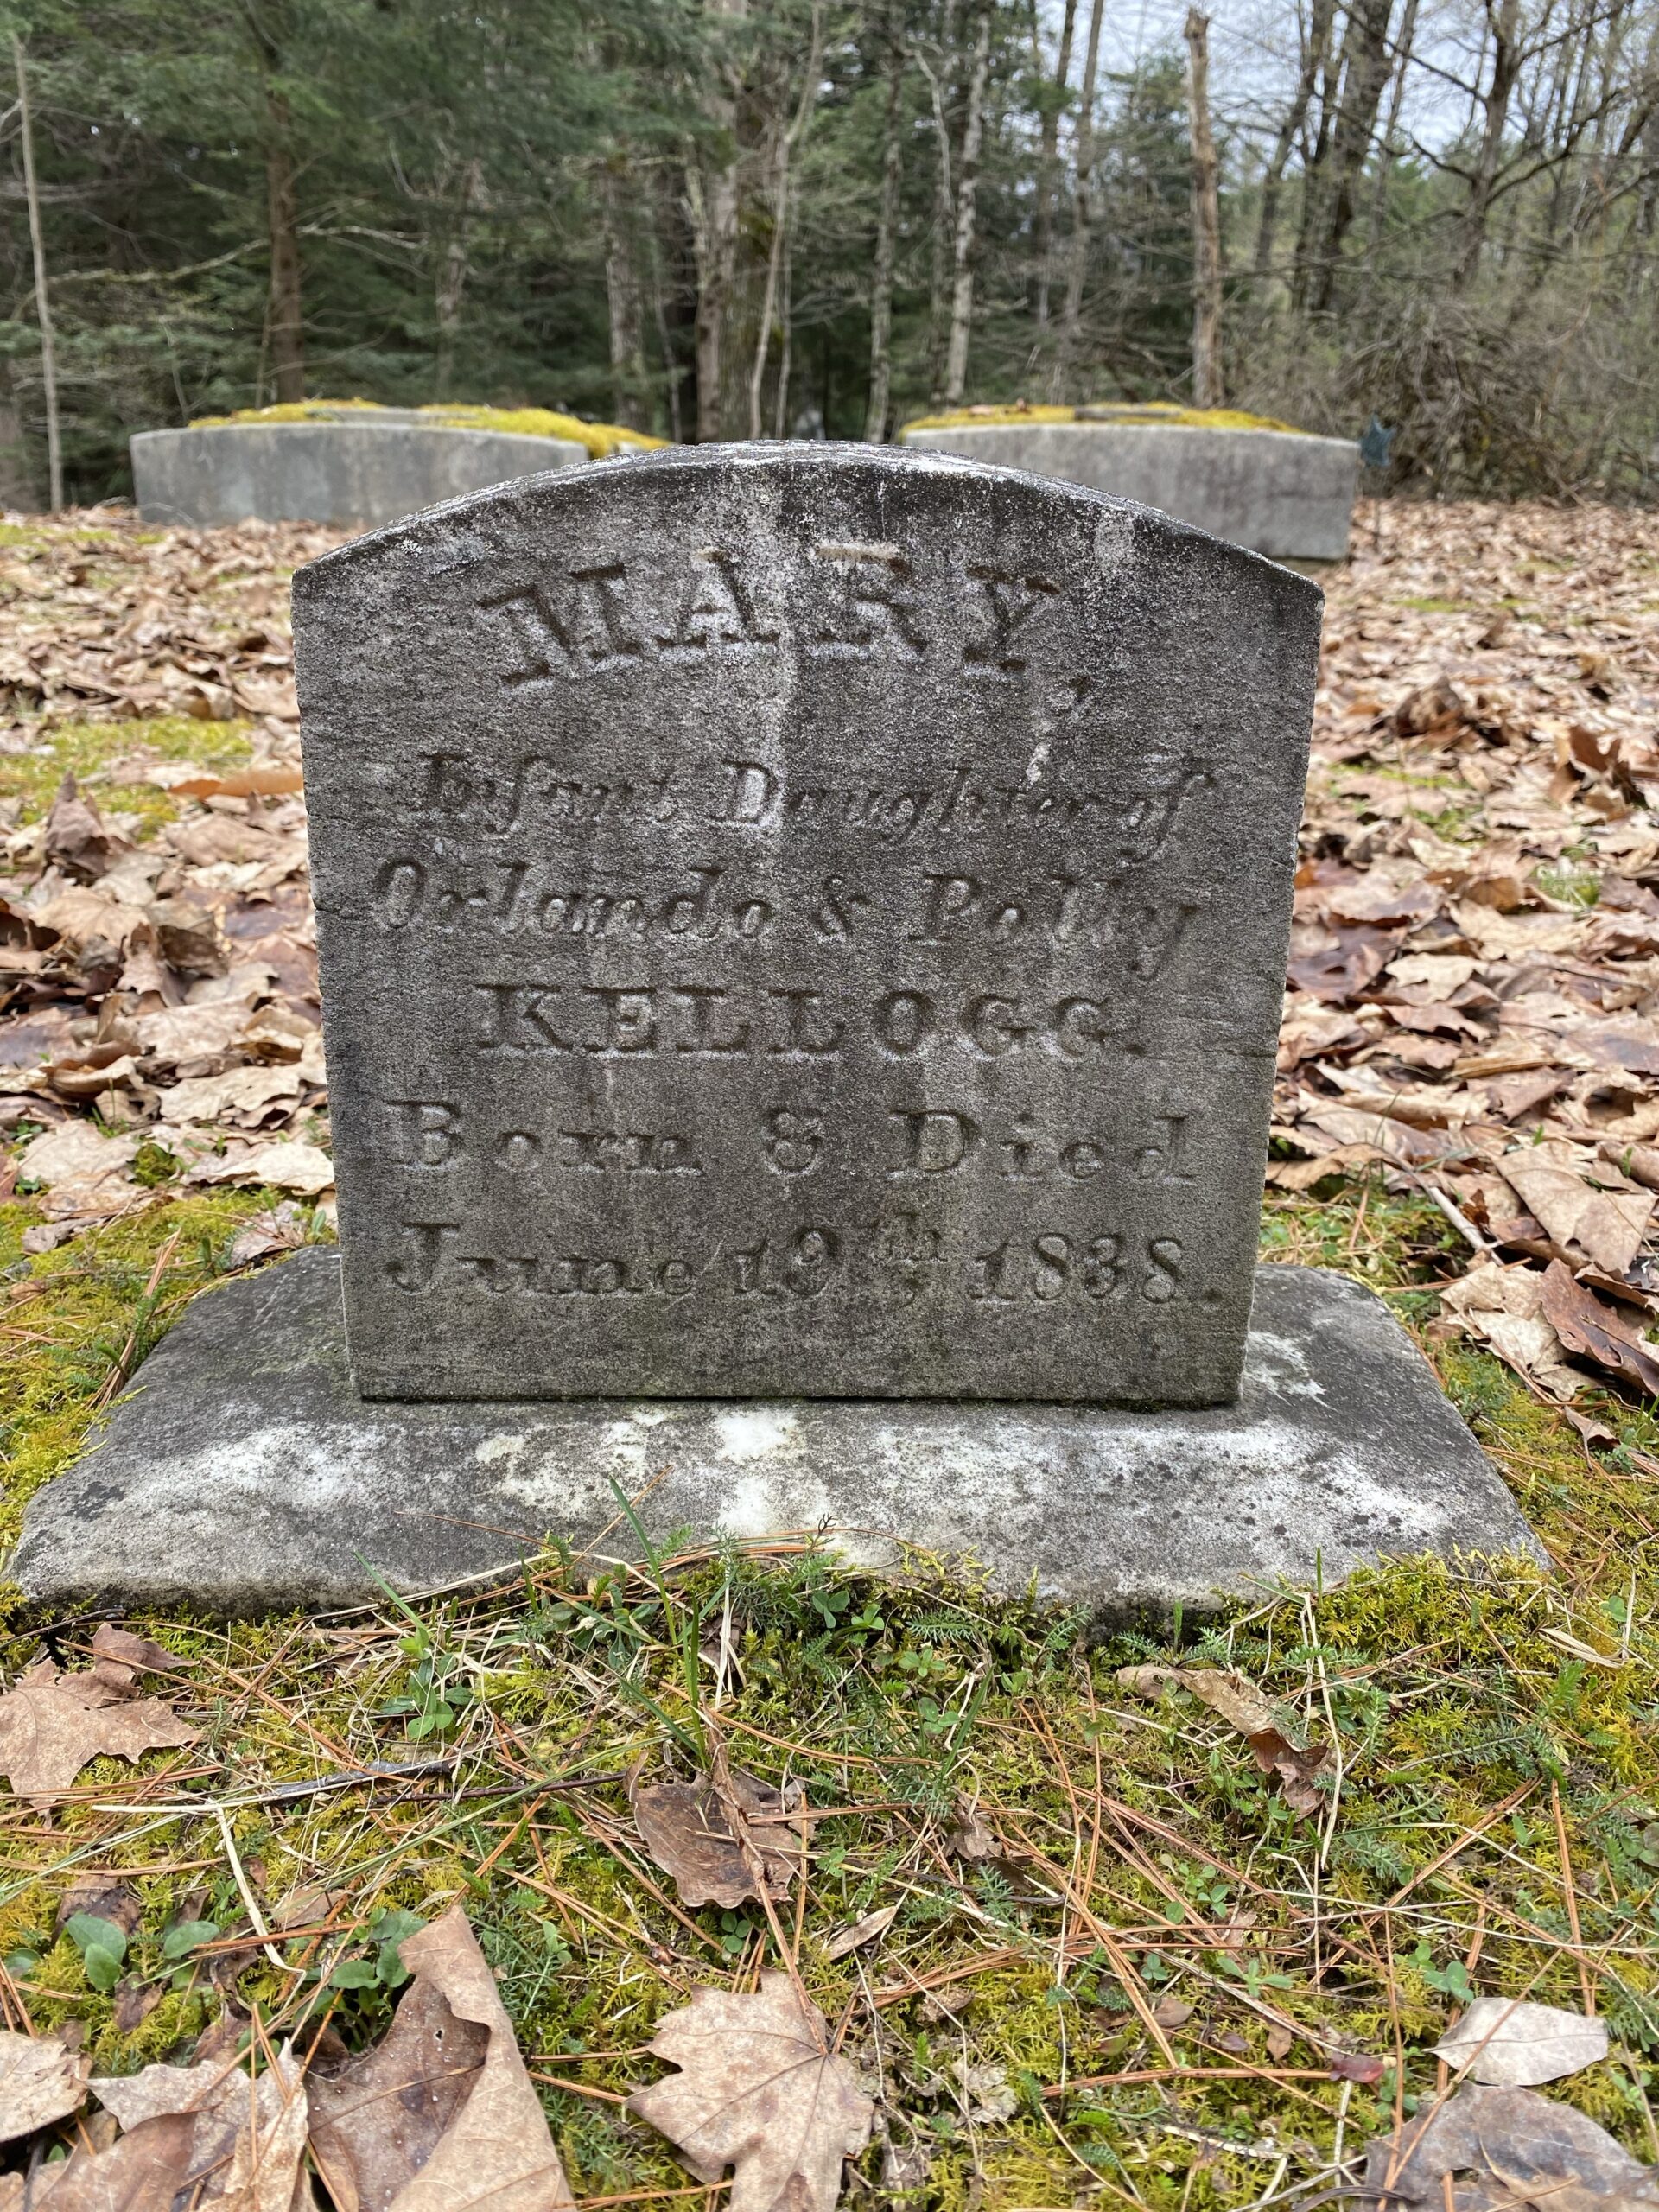 MARY,
Infant Daughter of
Orlando & Polly
KELLOGG.
Born & Died
June 19th, 1838.